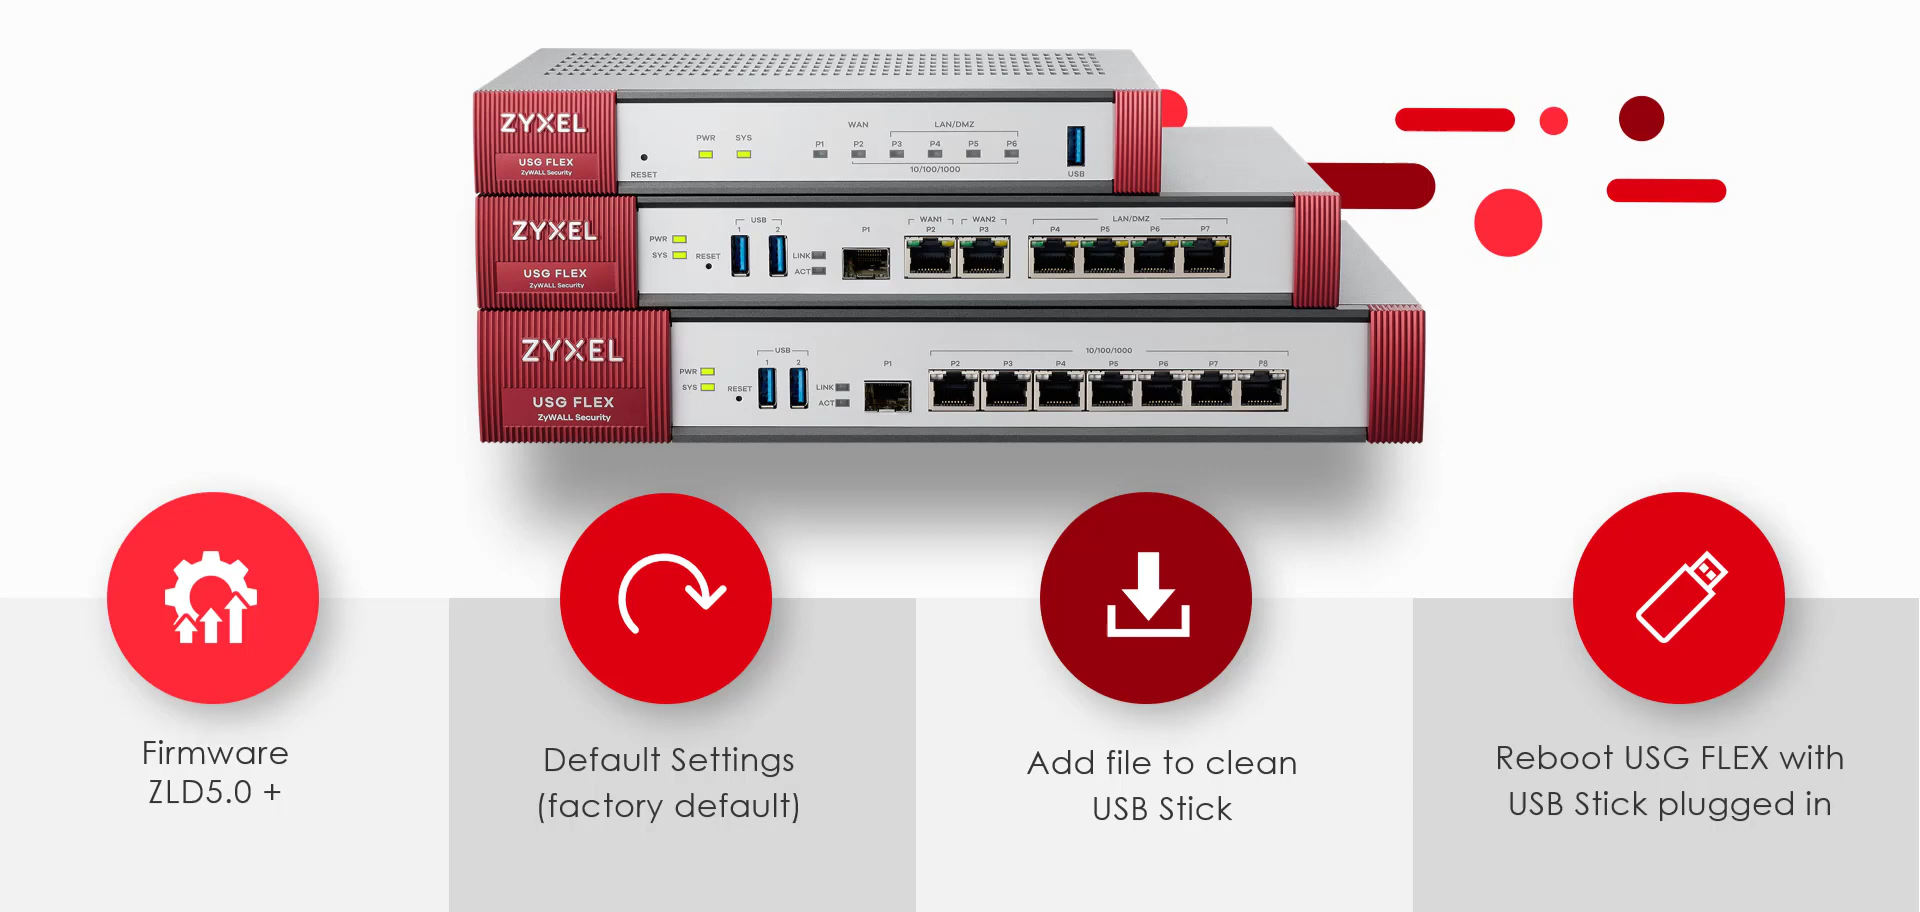 ZYXEL
USG FLEX
ZyWALL Security
RESET
PWR SYS
WAN LAN/DMZ
P1 P2 P3 P4 P5 P6
10/100/1000
USB
ZYXEL
USG FLEX
ZyWALL Security
PWR
SYS
RESET
USB
1 2
LINK
ACT
P1
WAN1 WAN2 LAN/DMZ
P2 P3 P4 P5 P6 P7
ZYXEL
USG FLEX
ZyWALL Security
PWR
SYS
RESET
USB
1 2
LINK
ACT
P1
10/100/1000
P2 P3 P4 P5 P6 P7 P8
Firmware
ZLD5.0 +
Default Settings
(factory default)
Add file to clean
USB Stick
Reboot USG FLEX with
USB Stick plugged in